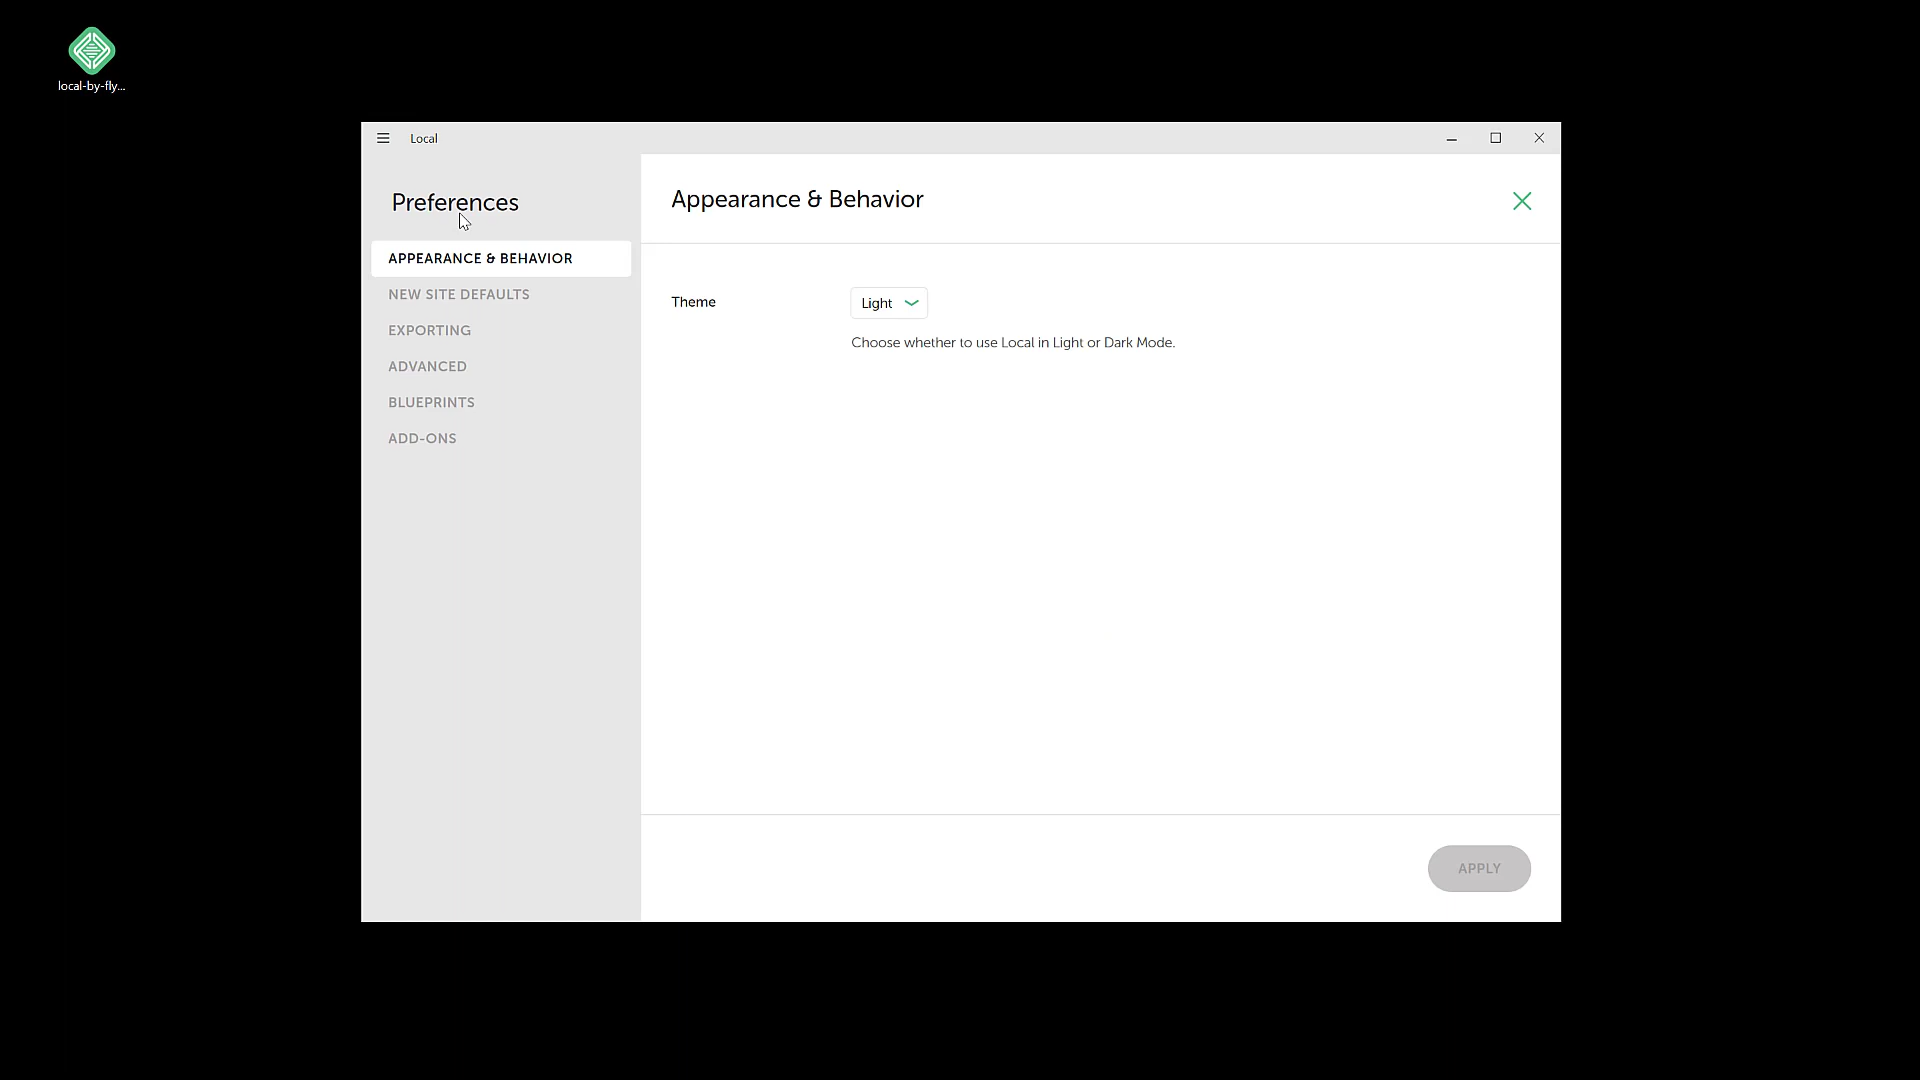 local-by-fly...
Local
Preferences
APPEARANCE & BEHAVIOR
NEW SITE DEFAULTS
EXPORTING
ADVANCED
BLUEPRINTS
ADD-ONS
Appearance & Behavior
Theme
Light
Choose whether to use Local in Light or Dark Mode.
APPLY